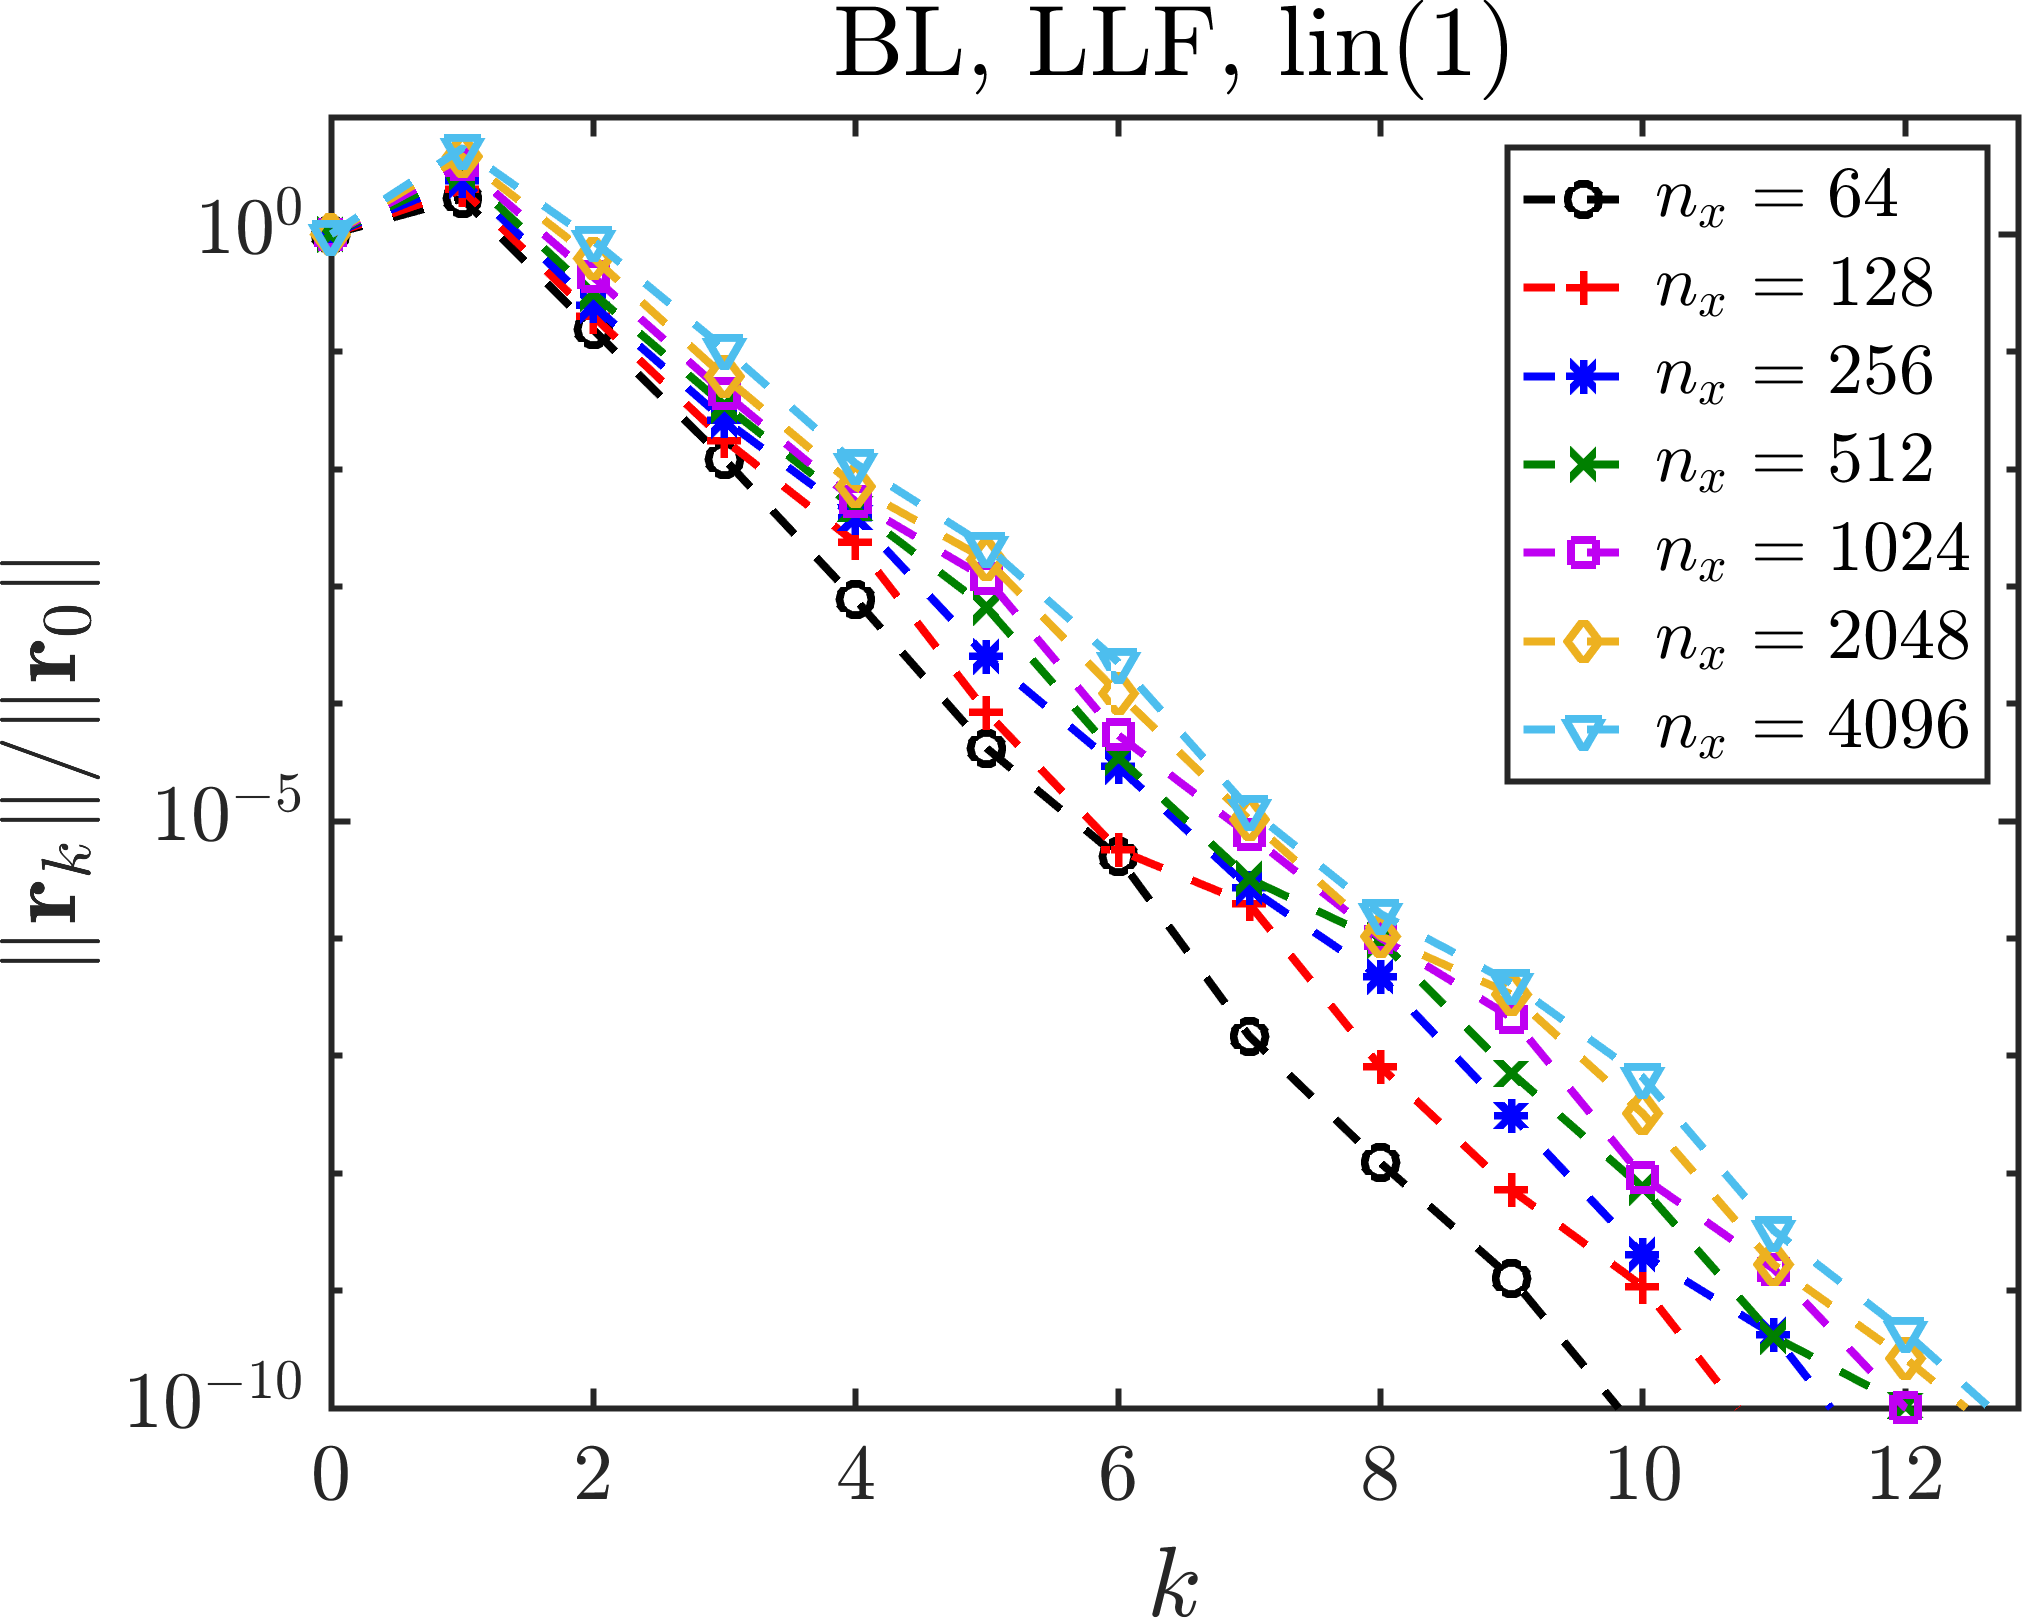 BL, LLF, lin(1)
‖r_k‖/‖r_0‖
10^0
10^{-5}
10^{-10}
n_x = 64
n_x = 128
n_x = 256
n_x = 512
n_x = 1024
n_x = 2048
n_x = 4096
0 2 4 6 8 10 12
k